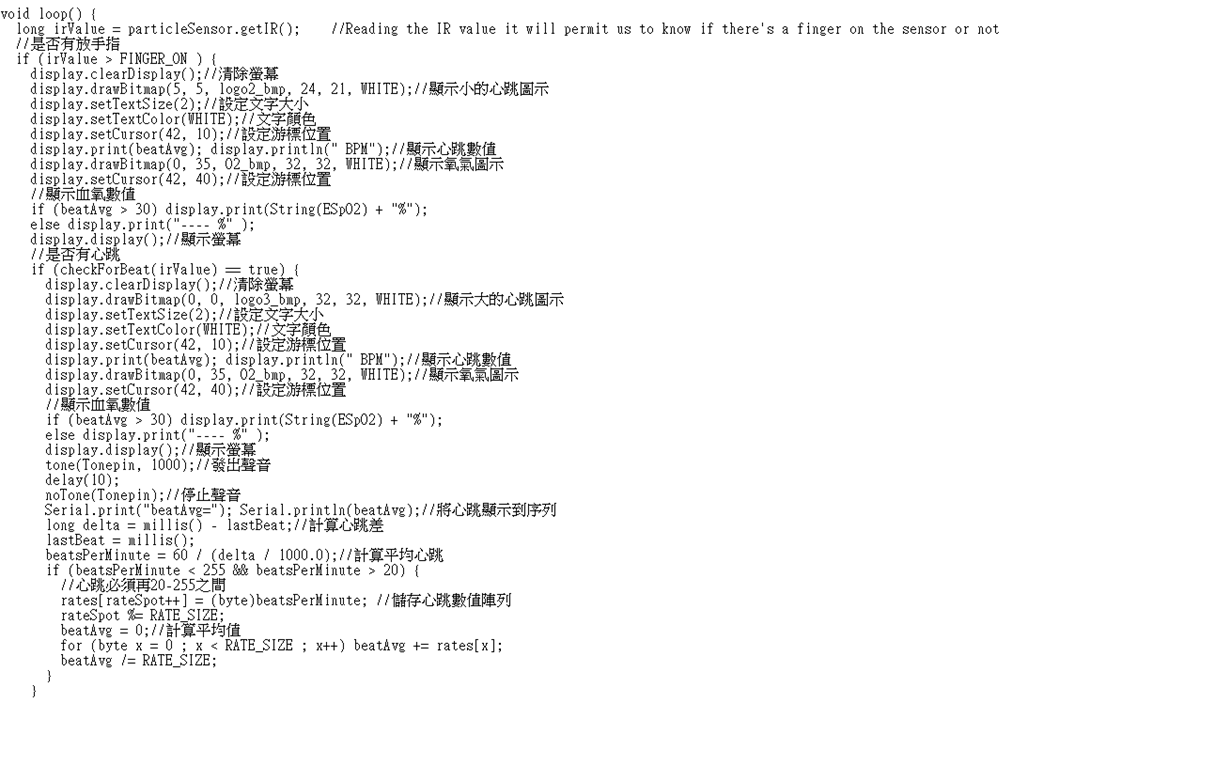 void loop() {
  long irValue = particleSensor.getIR();    //Reading the IR value it will permit us to know if there's a finger on the sensor or not
  //是否有放手指
  if (irValue > FINGER_ON ) {
    display.clearDisplay();//清除螢幕
    display.drawBitmap(5, 5, logo2_bmp, 24, 21, WHITE);//顯示小的心跳圖示
    display.setTextSize(2);//設定文字大小
    display.setTextColor(WHITE);//文字顏色
    display.setCursor(42, 10);//設定游標位置
    display.print(beatAvg); display.println(" BPM");//顯示心跳數值
    display.drawBitmap(0, 35, O2_bmp, 32, 32, WHITE);//顯示氧氣圖示
    display.setCursor(42, 40);//設定游標位置
    //顯示血氧數值
    if (beatAvg > 30) display.print(String(ESpO2) + "%");
    else display.print("---- %" );
    display.display();//顯示螢幕
    //是否有心跳
    if (checkForBeat(irValue) == true) {
      display.clearDisplay();//清除螢幕
      display.drawBitmap(0, 0, logo3_bmp, 32, 32, WHITE);//顯示大的心跳圖示
      display.setTextSize(2);//設定文字大小
      display.setTextColor(WHITE);//文字顏色
      display.setCursor(42, 10);//設定游標位置
      display.print(beatAvg); display.println(" BPM");//顯示心跳數值
      display.drawBitmap(0, 35, O2_bmp, 32, 32, WHITE);//顯示氧氣圖示
      display.setCursor(42, 40);//設定游標位置
      //顯示血氧數值
      if (beatAvg > 30) display.print(String(ESpO2) + "%");
      else display.print("---- %" );
      display.display();//顯示螢幕
      tone(Tonepin, 1000);//發出聲音
      delay(10);
      noTone(Tonepin);//停止聲音
      Serial.print("beatAvg="); Serial.println(beatAvg);//將心跳顯示到序列
      long delta = millis() - lastBeat;//計算心跳差
      lastBeat = millis();
      beatsPerMinute = 60 / (delta / 1000.0);//計算平均心跳
      if (beatsPerMinute < 255 && beatsPerMinute > 20) {
        //心跳必須再20-255之間
        rates[rateSpot++] = (byte)beatsPerMinute; //儲存心跳數值陣列
        rateSpot %= RATE_SIZE;
        beatAvg = 0;//計算平均值
        for (byte x = 0 ; x < RATE_SIZE ; x++) beatAvg += rates[x];
        beatAvg /= RATE_SIZE;
      }
    }